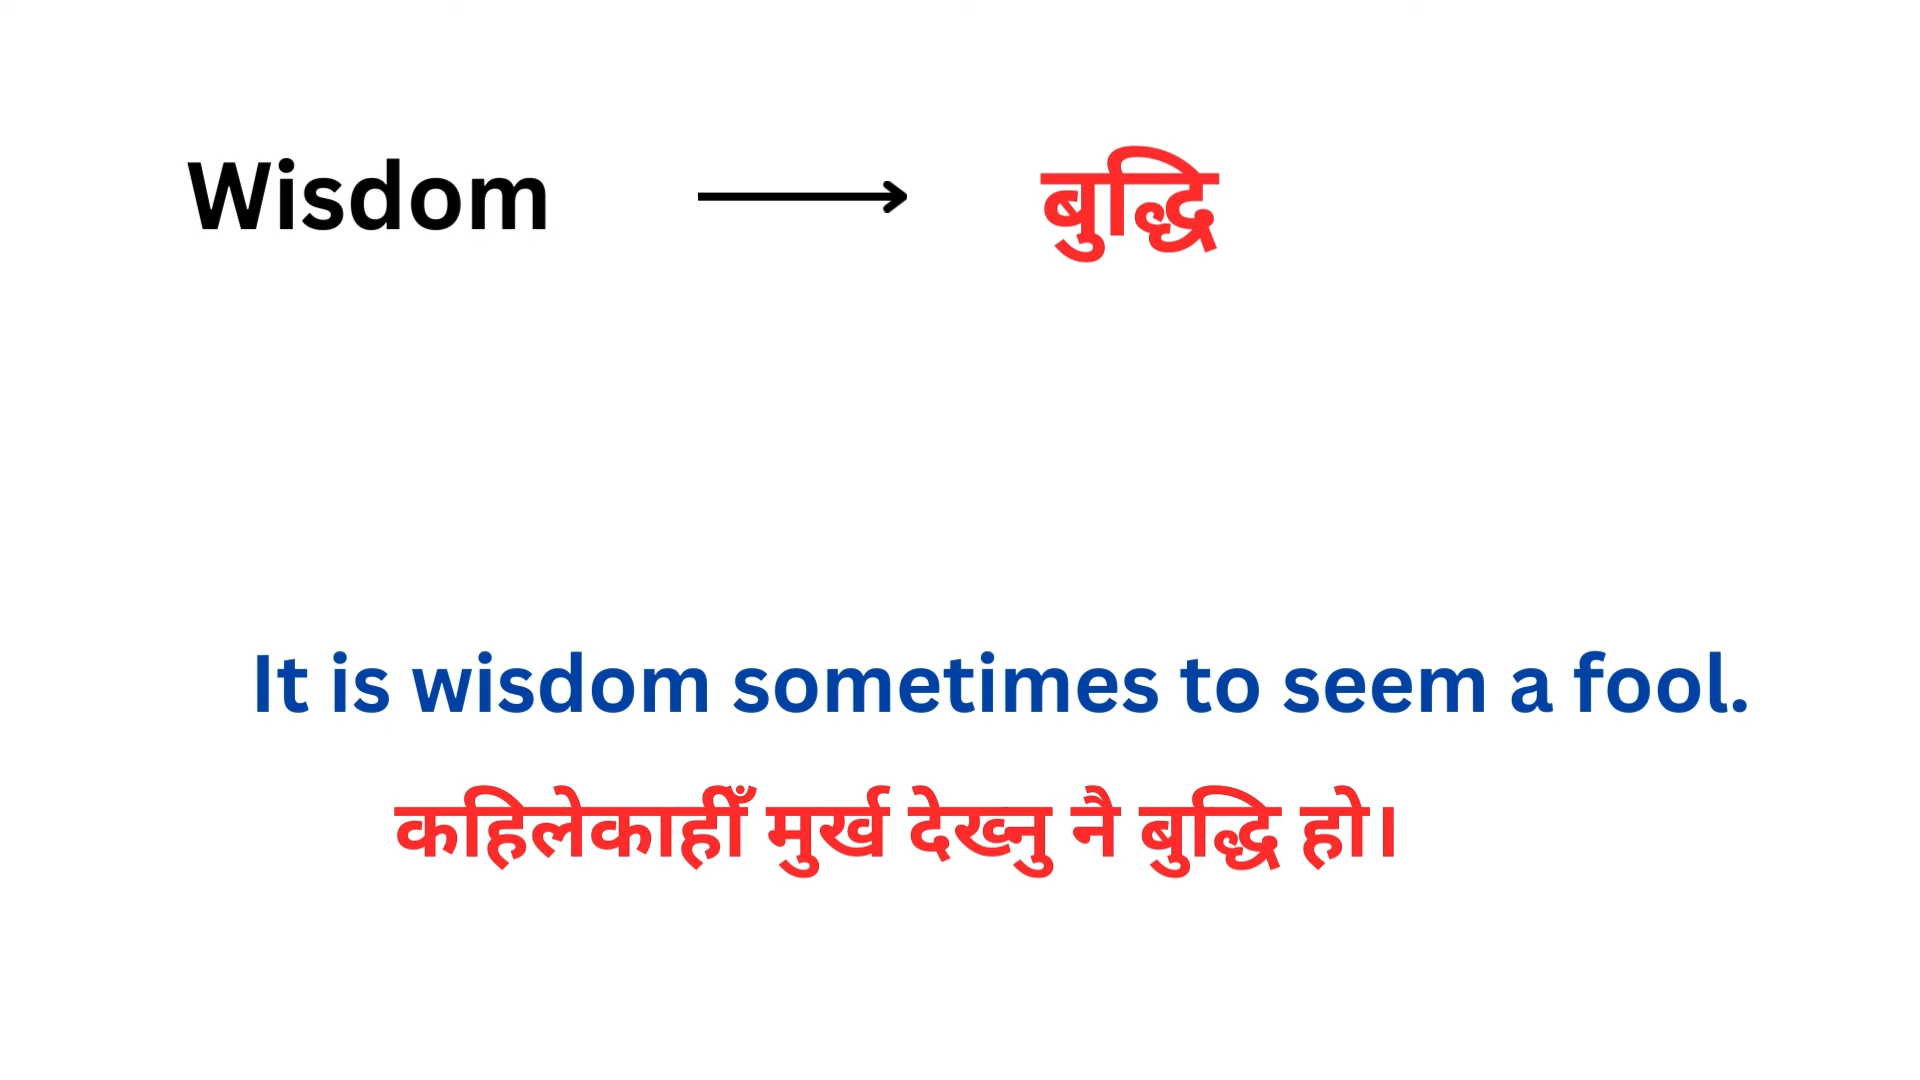 Wisdom → बुद्धि
It is wisdom sometimes to seem a fool.
कहिलेकाहीँ मुर्ख देख्नु नै बुद्धि हो।